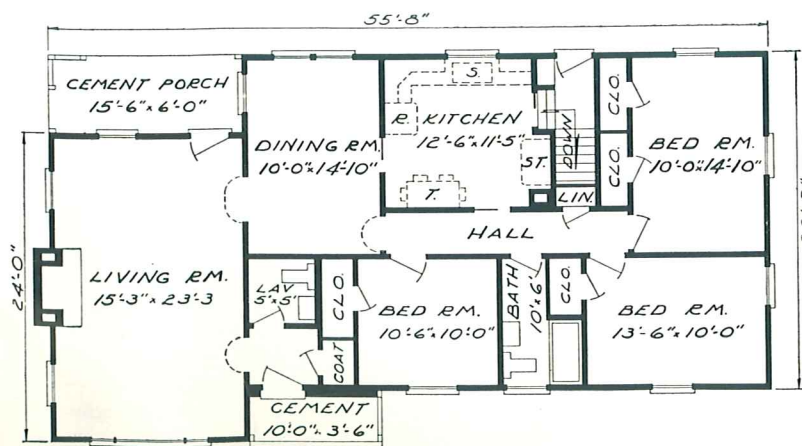 55'-8"
CEMENT PORCH
15'-6" x 6'-0"
S.
R. KITCHEN
12'-6" x 11'-5"
DINING RM.
10'-0" x 14'-10"
ST.
T.
DOWN
LIN.
CLO.
CLO.
BED RM.
10'-0" x 14'-10"
HALL
24'-0"
LIVING RM.
15'-3" x 23'-3
LAV
5' x 5'
CLO.
COAT
BED RM.
10'-6" x 10'-0"
BATH
10' x 6'
CLO.
BED RM.
13'-6" x 10'-0"
CEMENT
10'-0" x 3'-6"